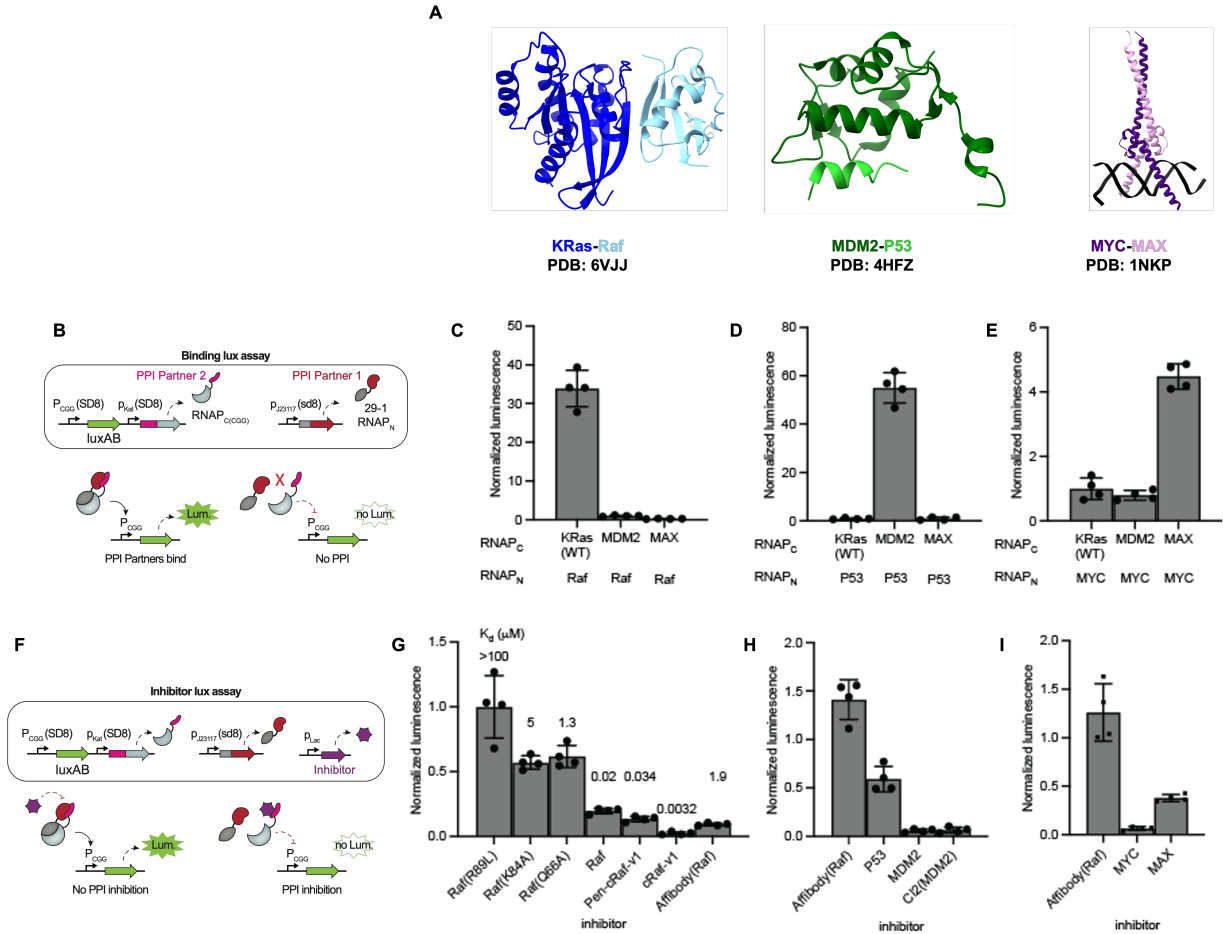 A
KRas-Raf
PDB: 6VJJ
MDM2-P53
PDB: 4HFZ
MYC-MAX
PDB: 1NKP
B
Binding lux assay
PPI Partner 2
PPI Partner 1
PCGG (SD8) pKat (SD8)
RNAPC(CGG)
luxAB
pJ23117 (sd8)
29-1
RNAPN
X
Lum.
PCGG
PPI Partners bind
no Lum.
PCGG
No PPI
C
Normalized luminescence
50
40
30
20
10
0
RNAPC
KRas (WT) MDM2 MAX
RNAPN
Raf Raf Raf
D
Normalized luminescence
80
60
40
20
0
RNAPC
KRas (WT) MDM2 MAX
RNAPN
P53 P53 P53
E
Normalized luminescence
6
4
2
0
RNAPC
KRas (WT) MDM2 MAX
RNAPN
MYC MYC MYC
F
Inhibitor lux assay
PCGG (SD8) pKat (SD8)
luxAB
pJ23117 (sd8)
pLac
Inhibitor
Lum.
PCGG
No PPI inhibition
no Lum.
PCGG
PPI inhibition
G
Normalized luminescence
1.5
1.0
0.5
0.0
Kd (μM)
>100
5
1.3
0.02
0.034
0.0032
1.9
Raf(R89L)
Raf(K84A)
Raf(Q66A)
Raf
Pen-cRaf-v1
cRaf-v1
Affibody(Raf)
inhibitor
H
Normalized luminescence
2.0
1.5
1.0
0.5
0.0
Affibody(Raf)
P53
MDM2
CI2(MDM2)
inhibitor
I
Normalized luminescence
2.0
1.5
1.0
0.5
0.0
Affibody(Raf)
MYC
MAX
inhibitor